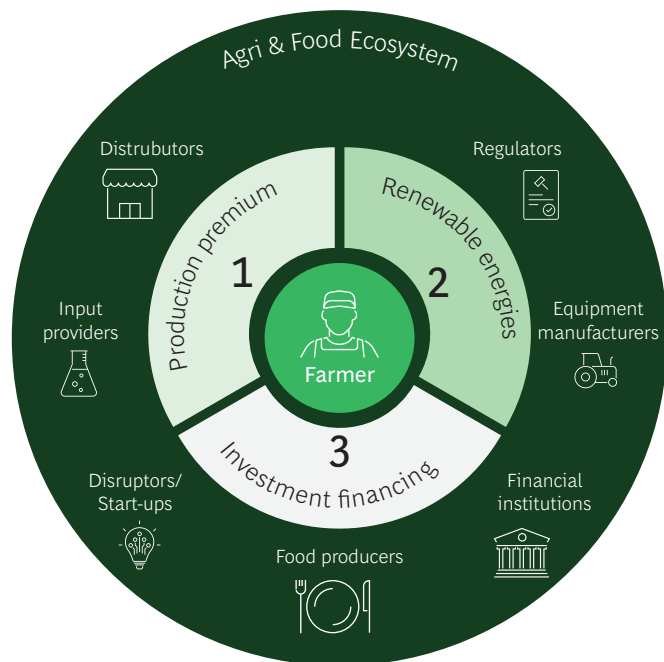 Agri & Food Ecosystem
Distrubutors
Regulators
Production premium
1
Renewable energies
2
Input
providers
Equipment
manufacturers
Farmer
3
Investment financing
Disruptors/
Start-ups
Financial
institutions
Food producers